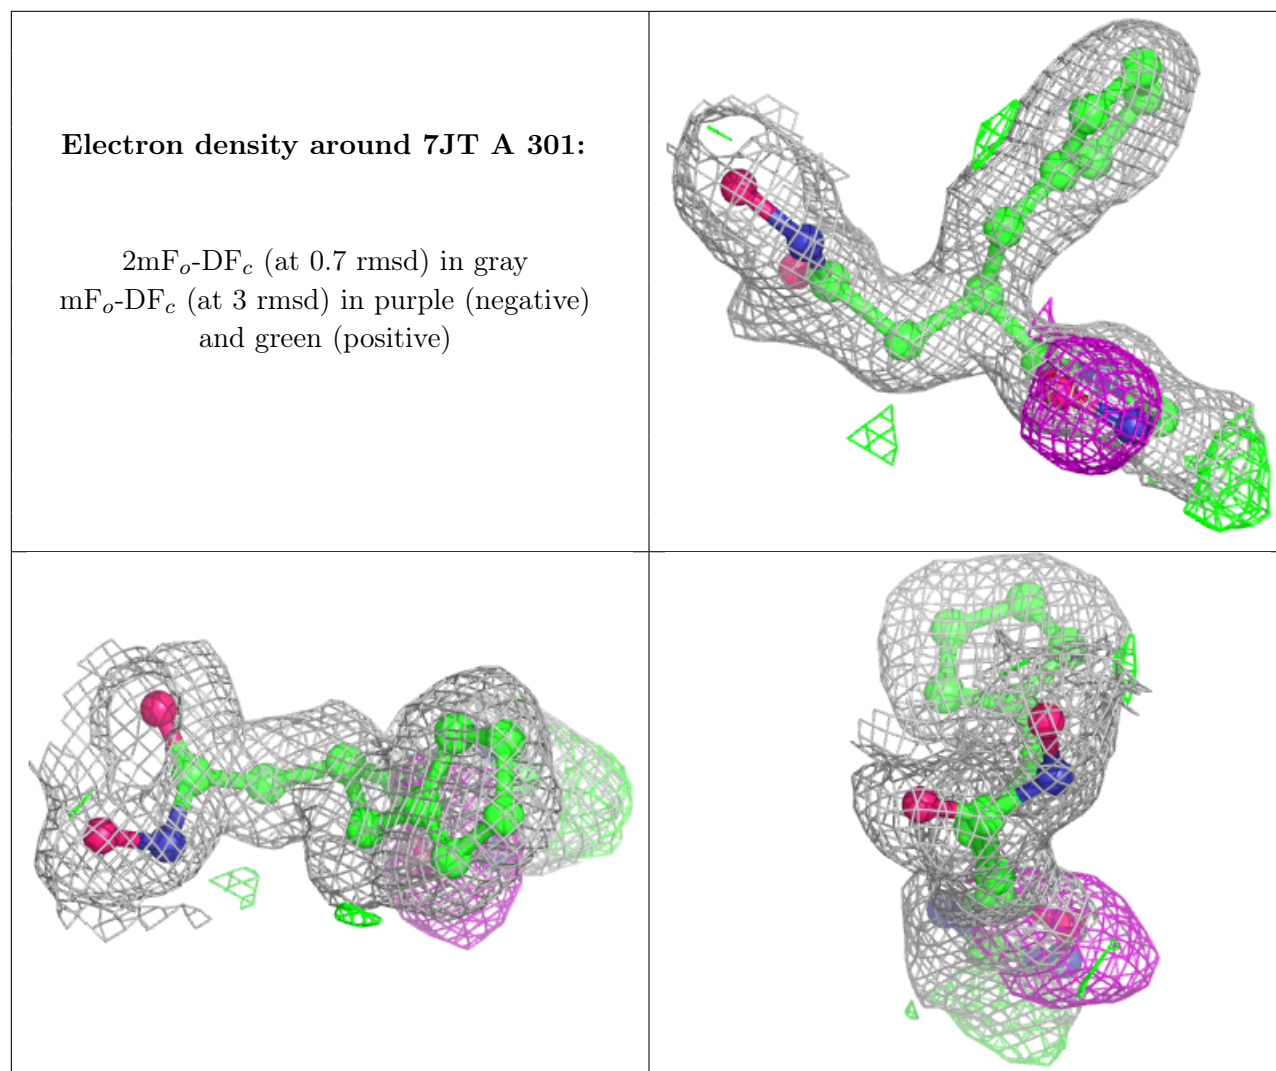 Electron density around 7JT A 301:
2mFo-DFc (at 0.7 rmsd) in gray
mFo-DFc (at 3 rmsd) in purple (negative)
and green (positive)